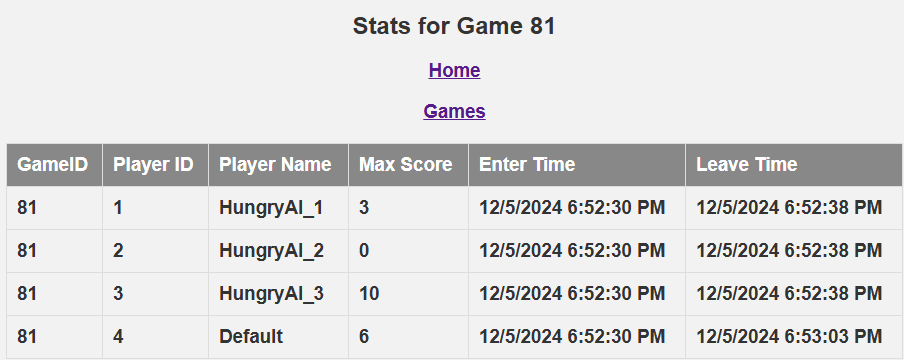 Stats for Game 81
Home
Games
GameID Player ID Player Name Max Score Enter Time Leave Time
81 1 HungryAI_1 3 12/5/2024 6:52:30 PM 12/5/2024 6:52:38 PM
81 2 HungryAI_2 0 12/5/2024 6:52:30 PM 12/5/2024 6:52:38 PM
81 3 HungryAI_3 10 12/5/2024 6:52:30 PM 12/5/2024 6:52:38 PM
81 4 Default 6 12/5/2024 6:52:30 PM 12/5/2024 6:53:03 PM